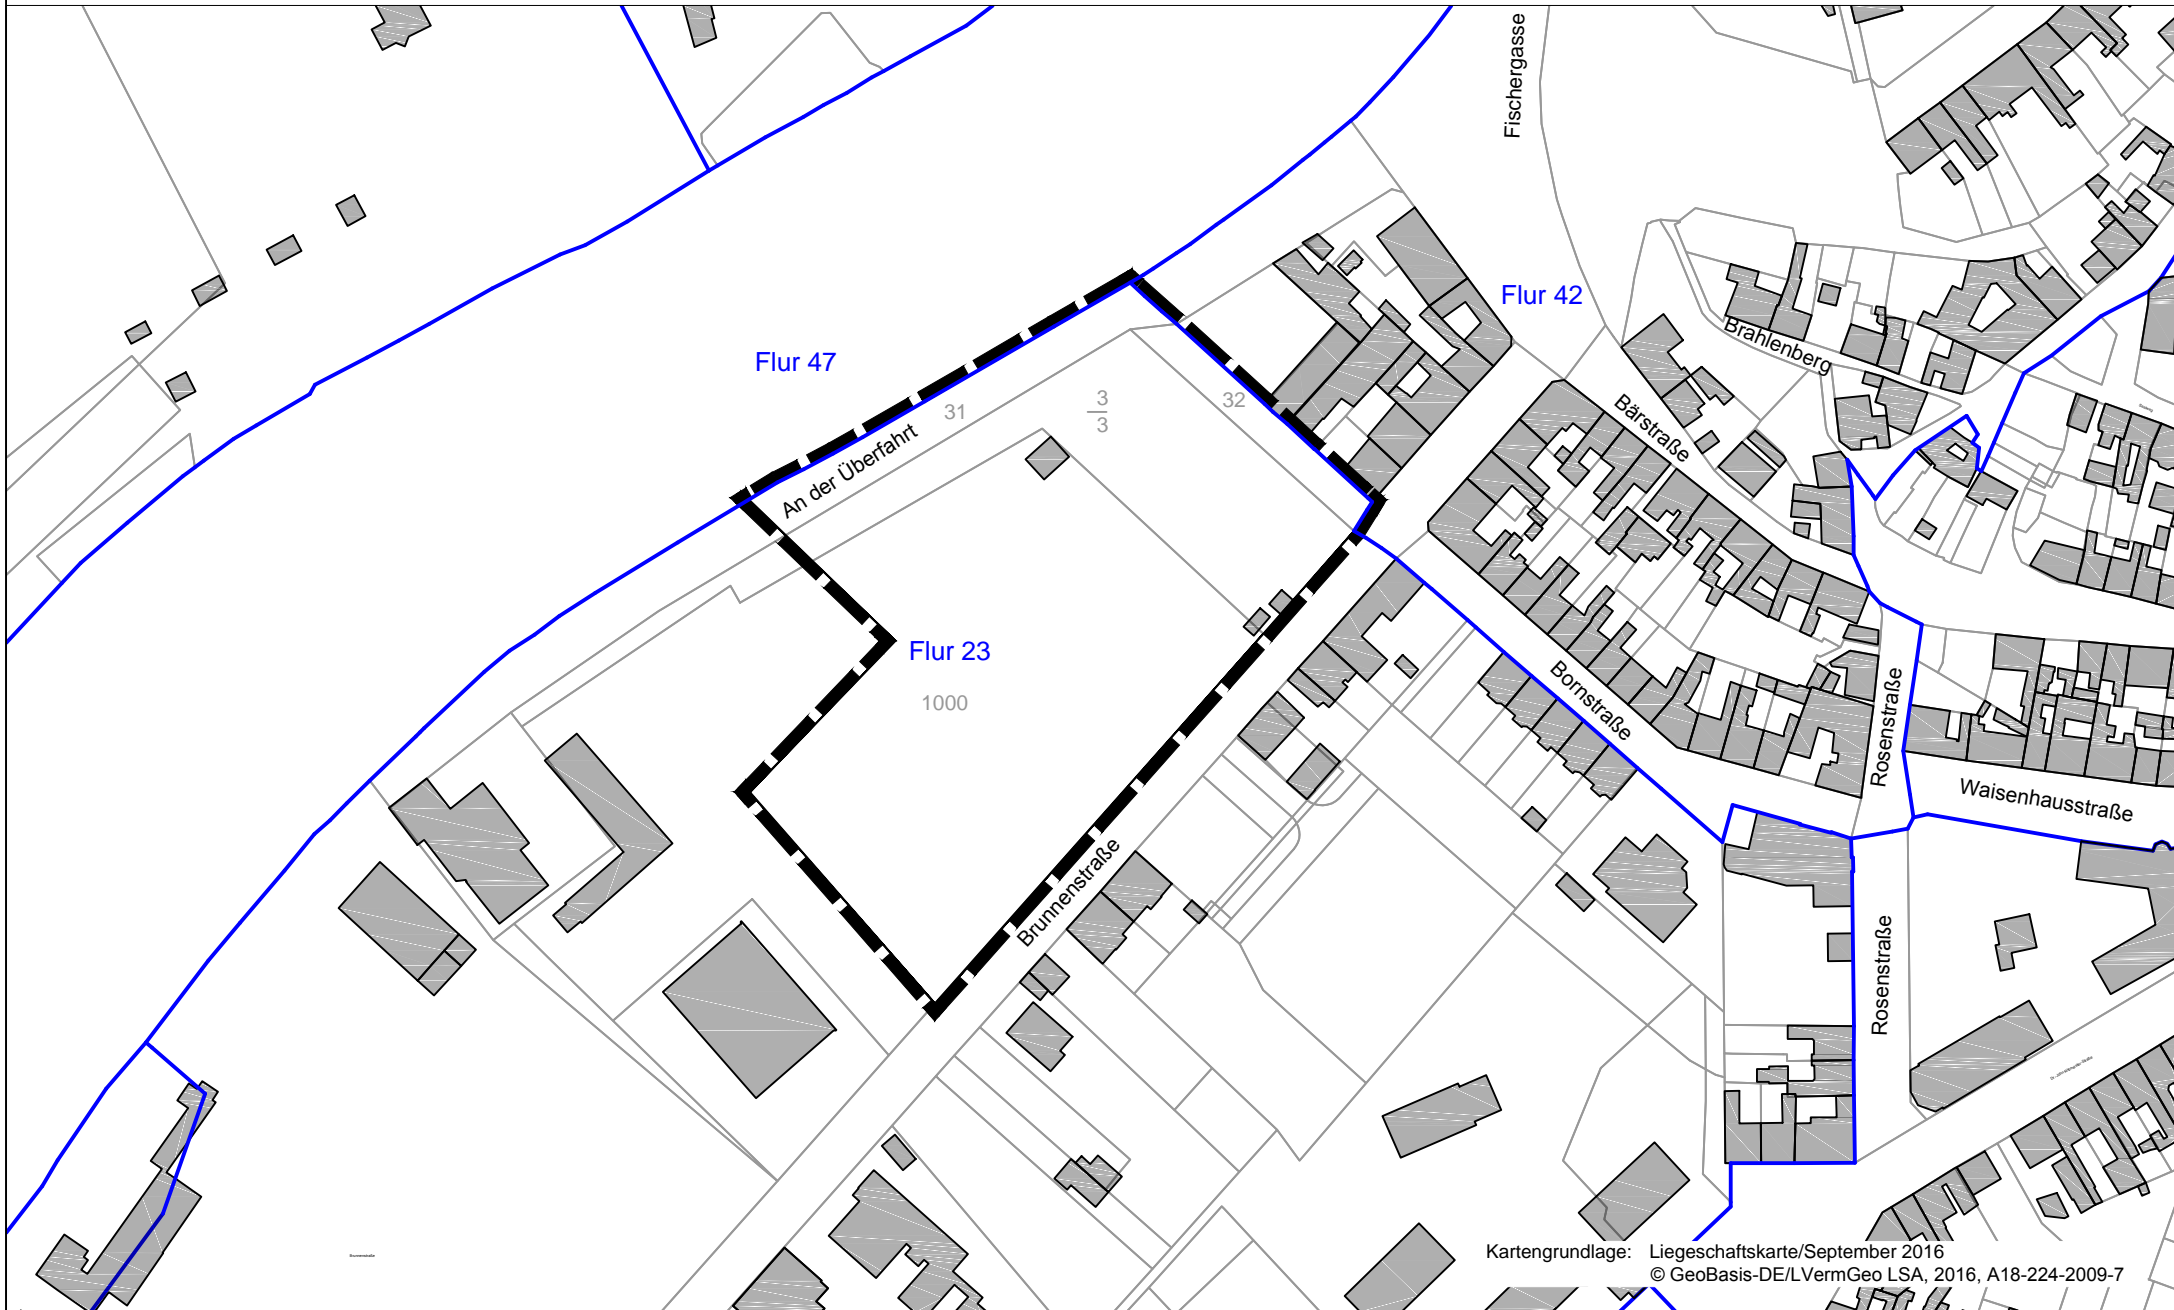 Fischergasse
Flur 42
Brahlenberg
Flur 47
31
3
3
32
Bärstraße
An der Überfahrt
Flur 23
1000
Bornstraße
Rosenstraße
Waisenhausstraße
Brunnenstraße
Rosenstraße
Brunnenstraße
Kartengrundlage: Liegeschaftskarte/September 2016
© GeoBasis-DE/LVermGeo LSA, 2016, A18-224-2009-7